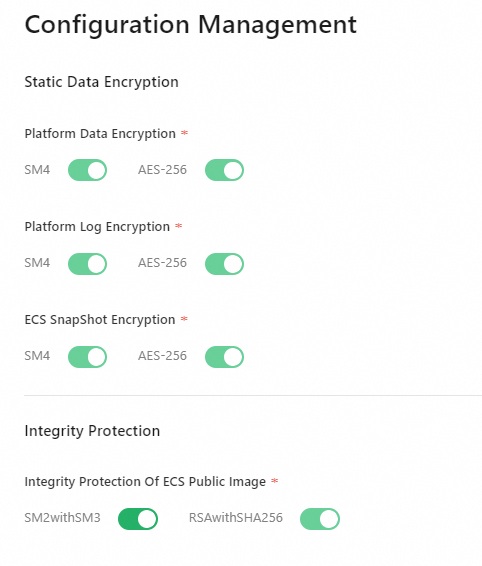 Configuration Management
Static Data Encryption
Platform Data Encryption *
SM4 AES-256
Platform Log Encryption *
SM4 AES-256
ECS SnapShot Encryption *
SM4 AES-256
Integrity Protection
Integrity Protection Of ECS Public Image *
SM2withSM3 RSAwithSHA256